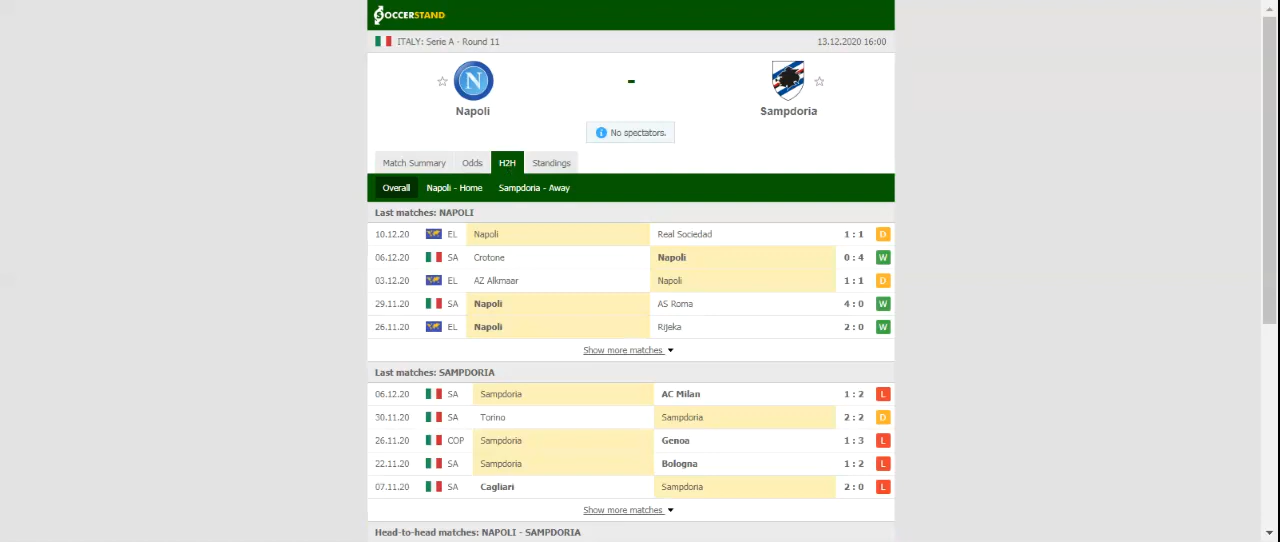 SOCCERSTAND
ITALY: Serie A - Round 11 13.12.2020 16:00
N
-
Napoli Sampdoria
i No spectators.
Match Summary Odds H2H Standings
Overall Napoli - Home Sampdoria - Away
Last matches: NAPOLI
10.12.20 EL Napoli Real Sociedad 1 : 1 D
06.12.20 SA Crotone Napoli 0 : 4 W
03.12.20 EL AZ Alkmaar Napoli 1 : 1 D
29.11.20 SA Napoli AS Roma 4 : 0 W
26.11.20 EL Napoli Rijeka 2 : 0 W
Show more matches
Last matches: SAMPDORIA
06.12.20 SA Sampdoria AC Milan 1 : 2 L
30.11.20 SA Torino Sampdoria 2 : 2 D
26.11.20 COP Sampdoria Genoa 1 : 3 L
22.11.20 SA Sampdoria Bologna 1 : 2 L
07.11.20 SA Cagliari Sampdoria 2 : 0 L
Show more matches
Head-to-head matches: NAPOLI - SAMPDORIA